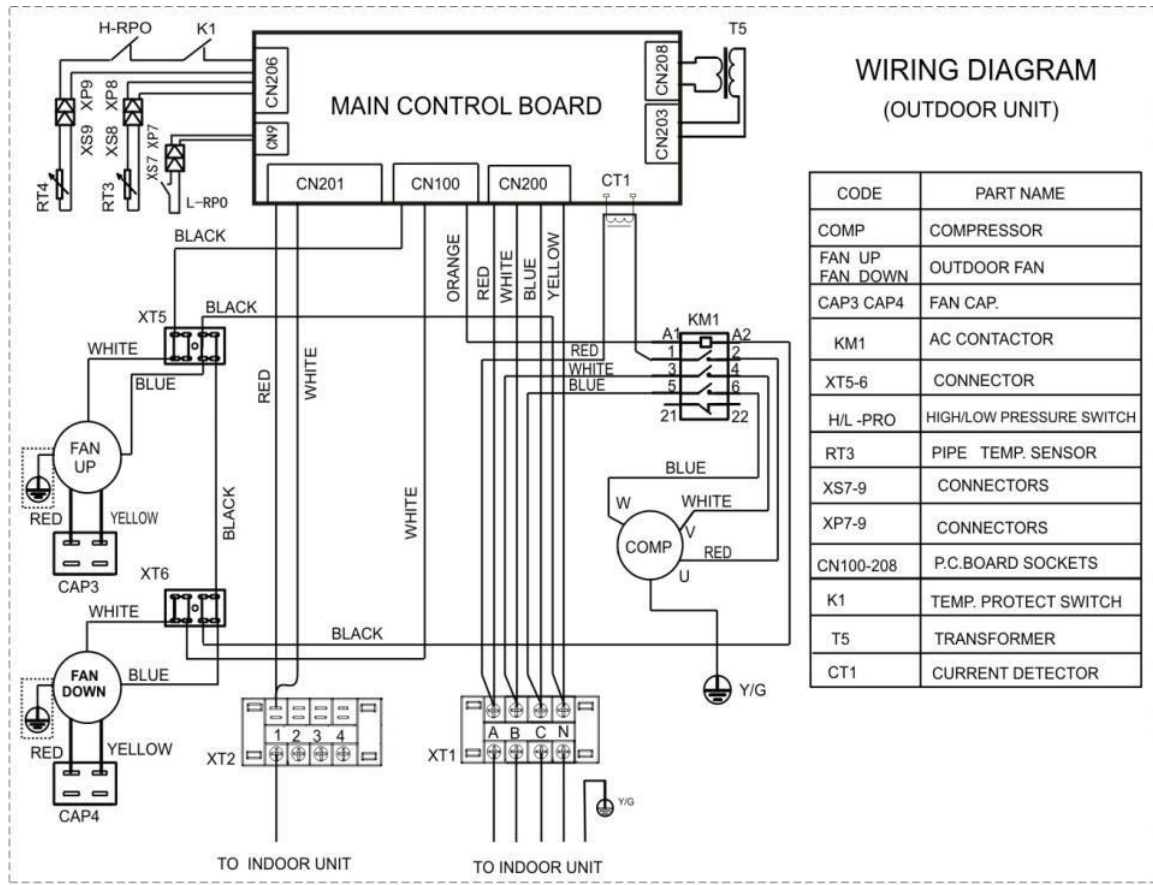 H-RPO
K1
T5
CN206
CN208
MAIN CONTROL BOARD
WIRING DIAGRAM
(OUTDOOR UNIT)
XP9
XP8
XS9
XS8
XS7 XP7
CN9
CN203
RT4
RT3
L-RPO
CN201
CN100
CN200
CT1
CODE PART NAME
COMP COMPRESSOR
FAN UP
FAN DOWN
OUTDOOR FAN
CAP3 CAP4 FAN CAP.
KM1 AC CONTACTOR
XT5-6 CONNECTOR
H/L -PRO HIGH/LOW PRESSURE SWITCH
RT3 PIPE TEMP. SENSOR
XS7-9 CONNECTORS
XP7-9 CONNECTORS
CN100-208 P.C.BOARD SOCKETS
K1 TEMP. PROTECT SWITCH
T5 TRANSFORMER
CT1 CURRENT DETECTOR
BLACK
ORANGE
RED
WHITE
BLUE
YELLOW
XT5
BLACK
WHITE
BLUE
RED
WHITE
KM1
A1 A2
RED 1 2
WHITE 3 4
BLUE 5 6
21 22
FAN
UP
RED
YELLOW
CAP3
BLACK
WHITE
BLUE
W
WHITE
V
COMP
RED
U
XT6
WHITE
BLACK
FAN
DOWN
BLUE
Y/G
RED
YELLOW
CAP4
XT2
1 2 3 4
XT1
A B C N
Y/G
TO INDOOR UNIT
TO INDOOR UNIT